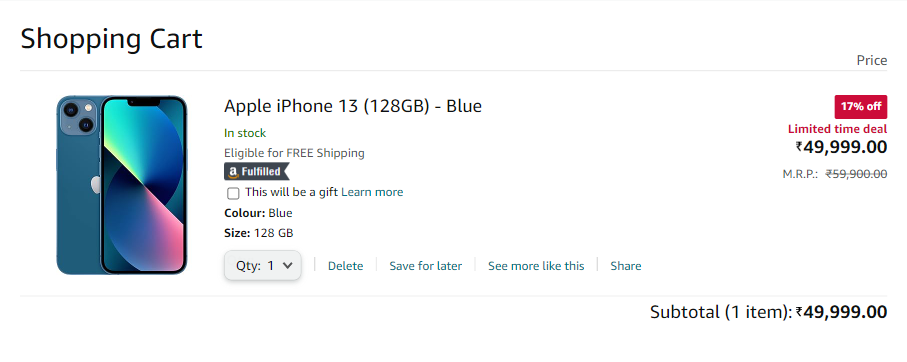 Shopping Cart
Price
Apple iPhone 13 (128GB) - Blue
17% off
In stock
Limited time deal
₹49,999.00
Eligible for FREE Shipping
a Fulfilled
M.R.P.: ₹59,900.00
This will be a gift Learn more
Colour: Blue
Size: 128 GB
Qty: 1
Delete
Save for later
See more like this
Share
Subtotal (1 item): ₹49,999.00